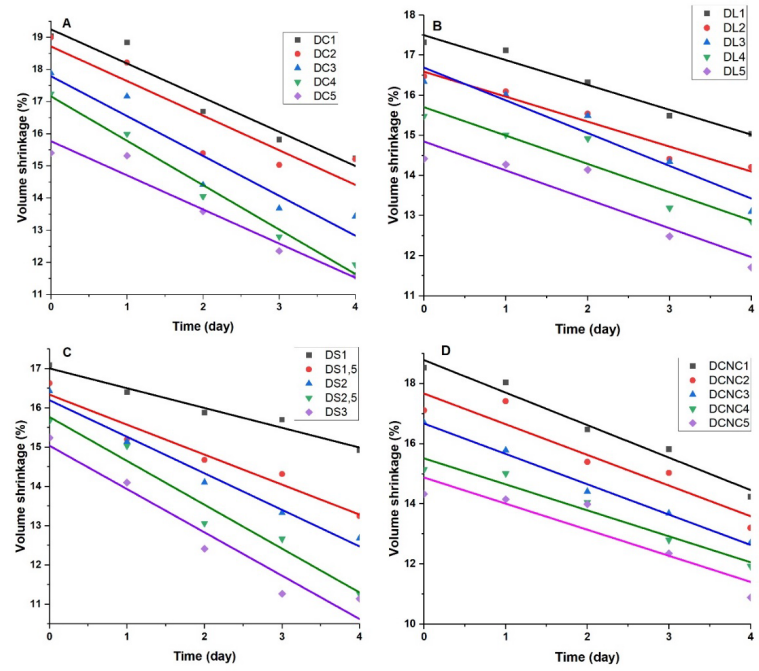 A
DC1
DC2
DC3
DC4
DC5
Volume shrinkage (%)
19
18
17
16
15
14
13
12
11
0 1 2 3 4
Time (day)
B
DL1
DL2
DL3
DL4
DL5
Volume shrinkage (%)
18
17
16
15
14
13
12
11
0 1 2 3 4
Time (day)
C
DS1
DS1,5
DS2
DS2,5
DS3
Volume shrinkage (%)
17
16
15
14
13
12
11
0 1 2 3 4
Time (day)
D
DCNC1
DCNC2
DCNC3
DCNC4
DCNC5
Volume shrinkage (%)
18
16
14
12
10
0 1 2 3 4
Time (day)